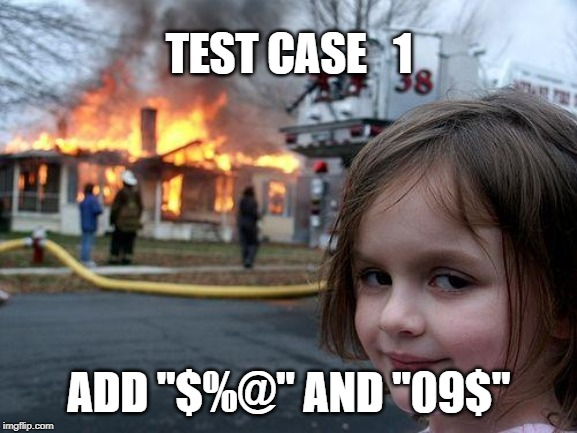 TEST CASE   1
38
ADD "$%@" AND "09$"
imgflip.com